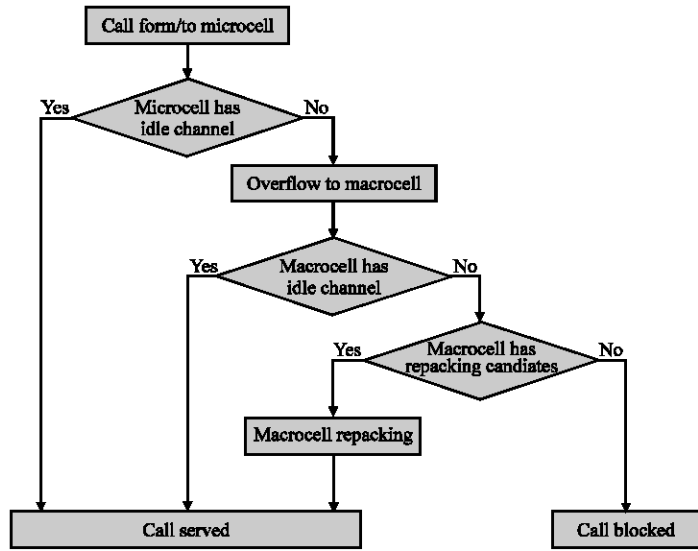 Call form/to microcell
Yes
Microcell has
idle channel
No
Overflow to macrocell
Yes
Macrocell has
idle channel
No
Yes
Macrocell has
repacking candiates
No
Macrocell repacking
Call served
Call blocked